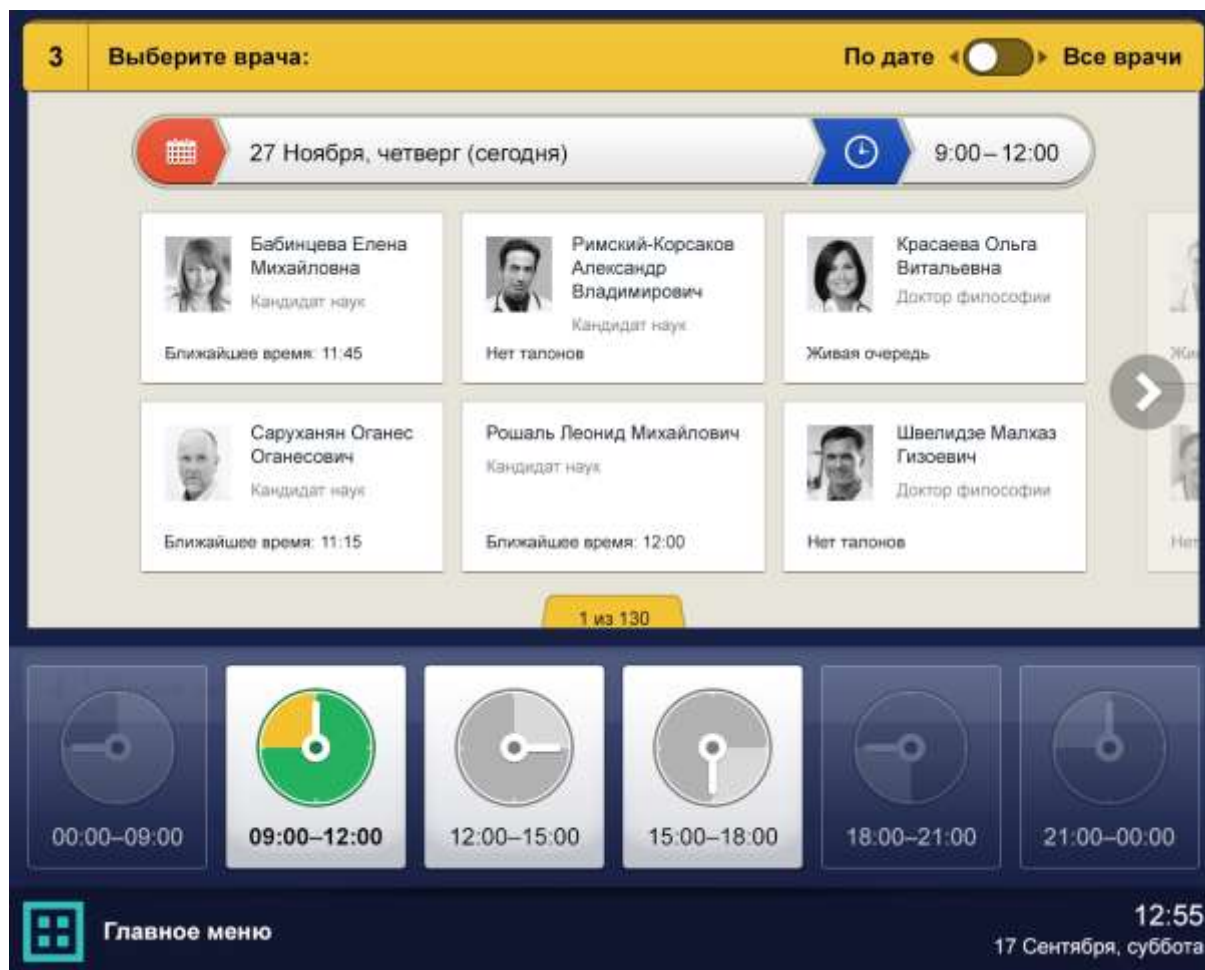 3 Выберите врача: По дате Все врачи
27 Ноября, четверг (сегодня) 9:00–12:00
Бабинцева Елена
Михайловна
Кандидат наук
Ближайшее время: 11:45
Римский-Корсаков
Александр
Владимирович
Кандидат наук
Нет талонов
Красаева Ольга
Витальевна
Доктор философии
Живая очередь
Саруханян Оганес
Оганесович
Кандидат наук
Ближайшее время: 11:15
Рошаль Леонид Михайлович
Кандидат наук
Ближайшее время: 12:00
Швелидзе Малхаз
Гизоевич
Доктор философии
Нет талонов
1 из 130
00:00–09:00
09:00–12:00
12:00–15:00
15:00–18:00
18:00–21:00
21:00–00:00
Главное меню
12:55
17 Сентября, суббота